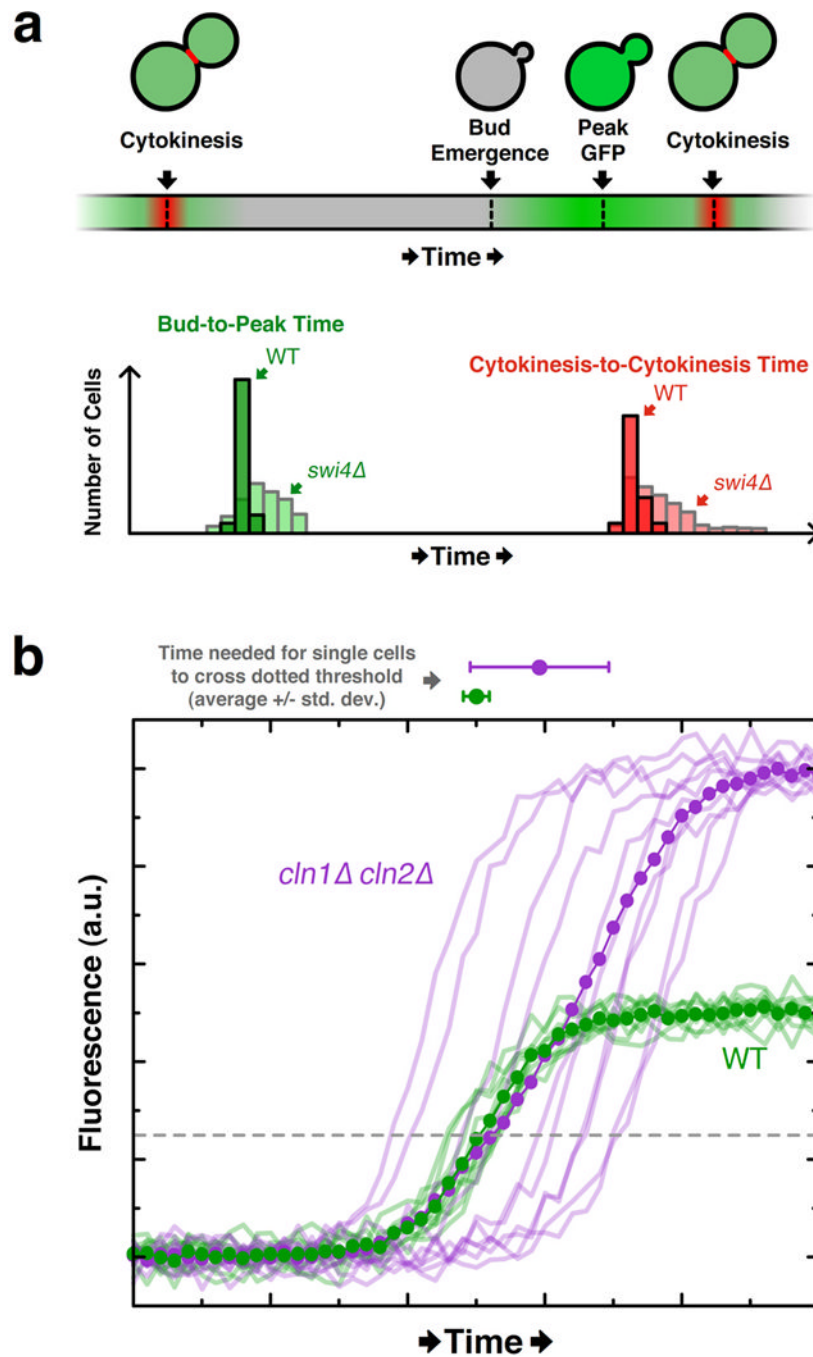 a
Cytokinesis
Bud
Emergence
Peak
GFP
Cytokinesis
Time
Bud-to-Peak Time
WT
swi4Δ
Cytokinesis-to-Cytokinesis Time
WT
swi4Δ
Number of Cells
Time
b
Time needed for single cells
to cross dotted threshold
(average +/- std. dev.)
cln1Δ cln2Δ
WT
Fluorescence (a.u.)
Time